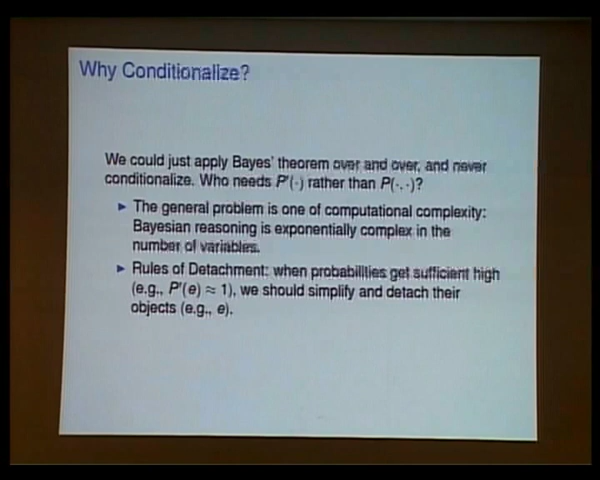 Why Conditionalize?
We could just apply Bayes' theorem over and over, and never
conditionalize. Who needs P'(·) rather than P(·,·)?
► The general problem is one of computational complexity:
Bayesian reasoning is exponentially complex in the
number of variables.
► Rules of Detachment: when probabilities get sufficient high
(e.g., P'(e) ≈ 1), we should simplify and detach their
objects (e.g., e).